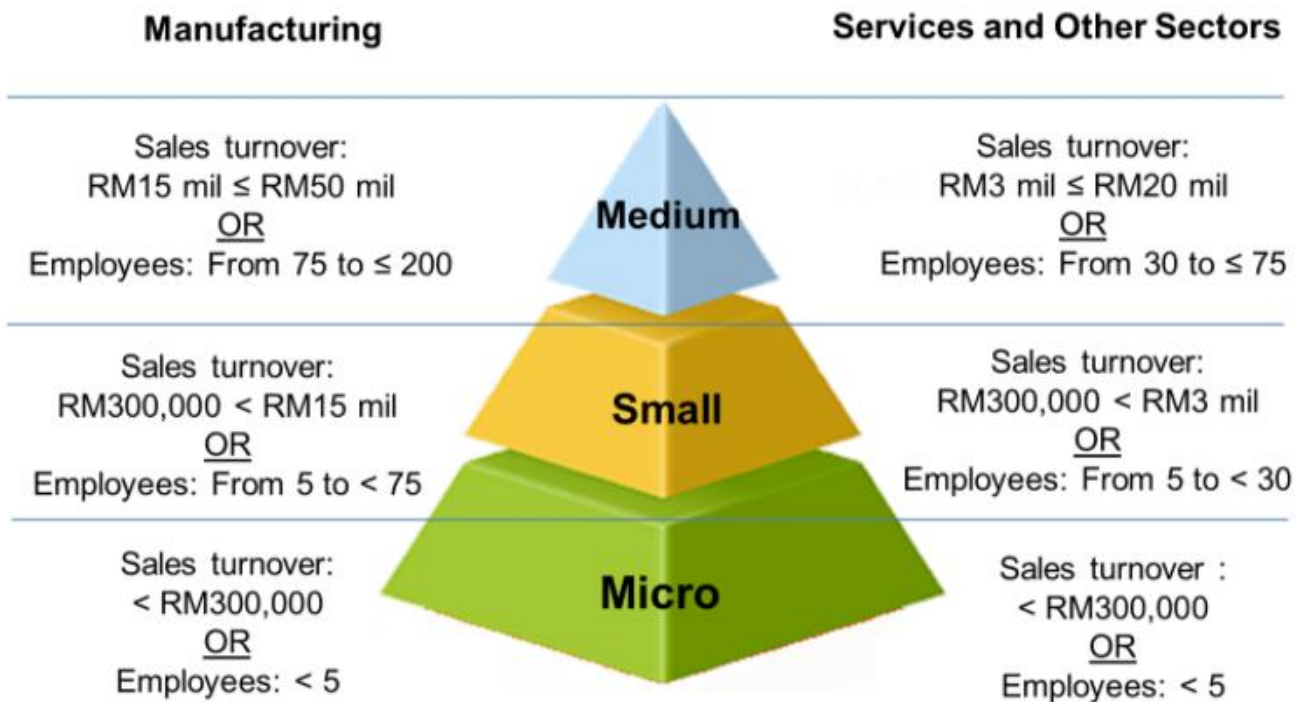 Manufacturing
Services and Other Sectors
Sales turnover:
RM15 mil ≤ RM50 mil
OR
Employees: From 75 to ≤ 200
Medium
Sales turnover:
RM3 mil ≤ RM20 mil
OR
Employees: From 30 to ≤ 75
Sales turnover:
RM300,000 < RM15 mil
OR
Employees: From 5 to < 75
Small
Sales turnover:
RM300,000 < RM3 mil
OR
Employees: From 5 to < 30
Sales turnover:
< RM300,000
OR
Employees: < 5
Micro
Sales turnover :
< RM300,000
OR
Employees: < 5